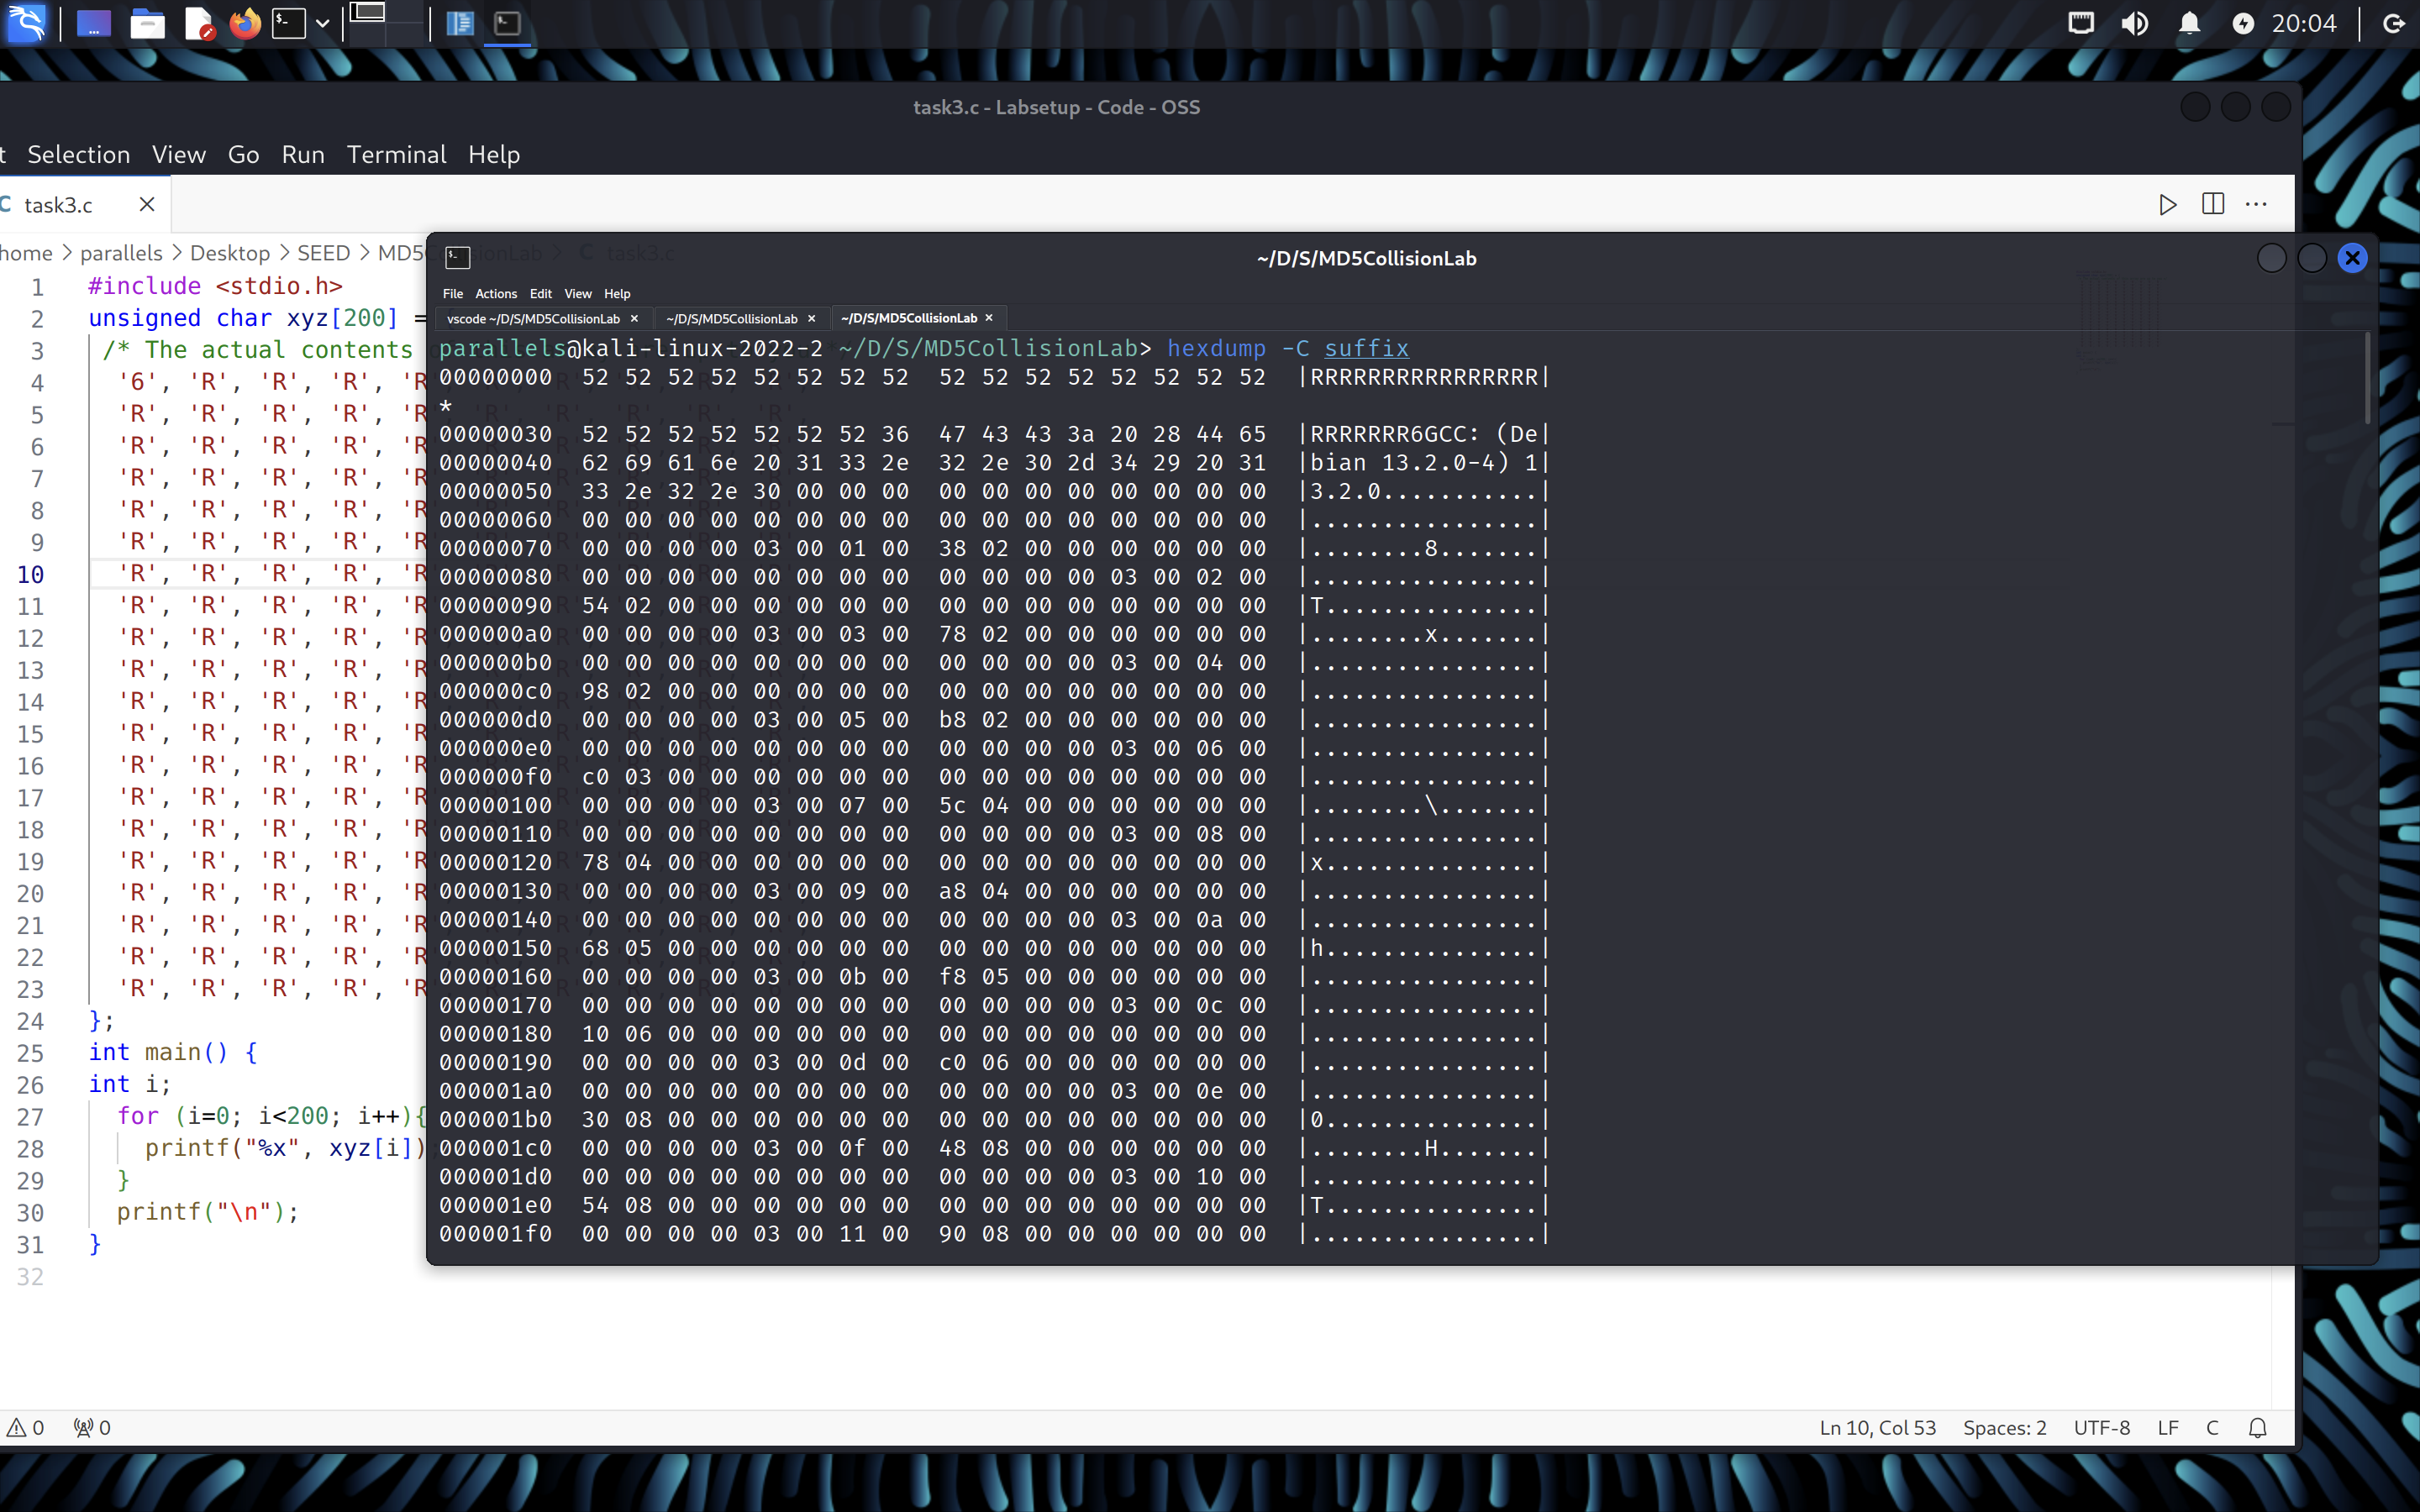 20:04
task3.c - Labsetup - Code - OSS
t Selection View Go Run Terminal Help
C task3.c
home > parallels > Desktop > SEED > MD5CollisionLab > C task3.c
1 #include <stdio.h>
2 unsigned char xyz[200] =
3 /* The actual contents
4 '6', 'R', 'R', 'R', 'R
5 'R', 'R', 'R', 'R', 'R
6 'R', 'R', 'R', 'R', 'R
7 'R', 'R', 'R', 'R', 'R
8 'R', 'R', 'R', 'R', 'R
9 'R', 'R', 'R', 'R', 'R
10 'R', 'R', 'R', 'R', 'R
11 'R', 'R', 'R', 'R', 'R
12 'R', 'R', 'R', 'R', 'R
13 'R', 'R', 'R', 'R', 'R
14 'R', 'R', 'R', 'R', 'R
15 'R', 'R', 'R', 'R', 'R
16 'R', 'R', 'R', 'R', 'R
17 'R', 'R', 'R', 'R', 'R
18 'R', 'R', 'R', 'R', 'R
19 'R', 'R', 'R', 'R', 'R
20 'R', 'R', 'R', 'R', 'R
21 'R', 'R', 'R', 'R', 'R
22 'R', 'R', 'R', 'R', 'R
23 'R', 'R', 'R', 'R', 'R
24 };
25 int main() {
26 int i;
27 for (i=0; i<200; i++){
28 printf("%x", xyz[i])
29 }
30 printf("\n");
31 }
32
~/D/S/MD5CollisionLab
File Actions Edit View Help
vscode ~/D/S/MD5CollisionLab × ~/D/S/MD5CollisionLab × ~/D/S/MD5CollisionLab ×
parallels@kali-linux-2022-2 ~/D/S/MD5CollisionLab> hexdump -C suffix
00000000 52 52 52 52 52 52 52 52 52 52 52 52 52 52 52 52 |RRRRRRRRRRRRRRRR|
*
00000030 52 52 52 52 52 52 52 36 47 43 43 3a 20 28 44 65 |RRRRRRR6GCC: (De|
00000040 62 69 61 6e 20 31 33 2e 32 2e 30 2d 34 29 20 31 |bian 13.2.0-4) 1|
00000050 33 2e 32 2e 30 00 00 00 00 00 00 00 00 00 00 00 |3.2.0...........|
00000060 00 00 00 00 00 00 00 00 00 00 00 00 00 00 00 00 |................|
00000070 00 00 00 00 03 00 01 00 38 02 00 00 00 00 00 00 |........8.......|
00000080 00 00 00 00 00 00 00 00 00 00 00 00 03 00 02 00 |................|
00000090 54 02 00 00 00 00 00 00 00 00 00 00 00 00 00 00 |T...............|
000000a0 00 00 00 00 03 00 03 00 78 02 00 00 00 00 00 00 |........x.......|
000000b0 00 00 00 00 00 00 00 00 00 00 00 00 03 00 04 00 |................|
000000c0 98 02 00 00 00 00 00 00 00 00 00 00 00 00 00 00 |................|
000000d0 00 00 00 00 03 00 05 00 b8 02 00 00 00 00 00 00 |................|
000000e0 00 00 00 00 00 00 00 00 00 00 00 00 03 00 06 00 |................|
000000f0 c0 03 00 00 00 00 00 00 00 00 00 00 00 00 00 00 |................|
00000100 00 00 00 00 03 00 07 00 5c 04 00 00 00 00 00 00 |........\.......|
00000110 00 00 00 00 00 00 00 00 00 00 00 00 03 00 08 00 |................|
00000120 78 04 00 00 00 00 00 00 00 00 00 00 00 00 00 00 |x...............|
00000130 00 00 00 00 03 00 09 00 a8 04 00 00 00 00 00 00 |................|
00000140 00 00 00 00 00 00 00 00 00 00 00 00 03 00 0a 00 |................|
00000150 68 05 00 00 00 00 00 00 00 00 00 00 00 00 00 00 |h...............|
00000160 00 00 00 00 03 00 0b 00 f8 05 00 00 00 00 00 00 |................|
00000170 00 00 00 00 00 00 00 00 00 00 00 00 03 00 0c 00 |................|
00000180 10 06 00 00 00 00 00 00 00 00 00 00 00 00 00 00 |................|
00000190 00 00 00 00 03 00 0d 00 c0 06 00 00 00 00 00 00 |................|
000001a0 00 00 00 00 00 00 00 00 00 00 00 00 03 00 0e 00 |................|
000001b0 30 08 00 00 00 00 00 00 00 00 00 00 00 00 00 00 |0...............|
000001c0 00 00 00 00 03 00 0f 00 48 08 00 00 00 00 00 00 |........H.......|
000001d0 00 00 00 00 00 00 00 00 00 00 00 00 03 00 10 00 |................|
000001e0 54 08 00 00 00 00 00 00 00 00 00 00 00 00 00 00 |T...............|
000001f0 00 00 00 00 03 00 11 00 90 08 00 00 00 00 00 00 |................|
0 0 Ln 10, Col 53 Spaces: 2 UTF-8 LF C